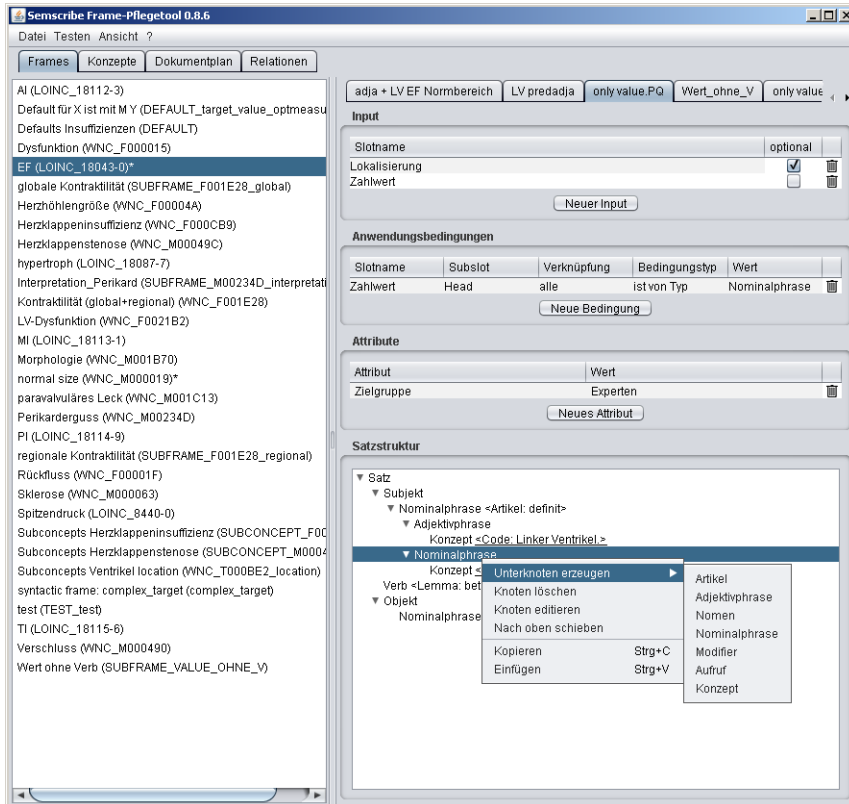 Semscribe Frame-Pflegetool 0.8.6
Datei Testen Ansicht ?
Frames Konzepte Dokumentplan Relationen
AI (LOINC_18112-3)
Default für X ist mit M Y (DEFAULT_target_value_optmeasu
Defaults Insuffizienzen (DEFAULT)
Dysfunktion (WNC_F000015)
EF (LOINC_18043-0)*
globale Kontraktilität (SUBFRAME_F001E28_global)
Herzhöhlengröße (WNC_F00004A)
Herzklappeninsuffizienz (WNC_F000CB9)
Herzklappenstenose (WNC_M00049C)
hypertroph (LOINC_18087-7)
Interpretation_Perikard (SUBFRAME_M00234D_interpretati
Kontraktilität (global+regional) (WNC_F001E28)
LV-Dysfunktion (WNC_F0021B2)
MI (LOINC_18113-1)
Morphologie (WNC_M001B70)
normal size (WNC_M000019)*
paravalvuläres Leck (WNC_M001C13)
Perikarderguss (WNC_M00234D)
PI (LOINC_18114-9)
regionale Kontraktilität (SUBFRAME_F001E28_regional)
Rückfluss (WNC_F00001F)
Sklerose (WNC_M000063)
Spitzendruck (LOINC_8440-0)
Subconcepts Herzklappeninsuffizienz (SUBCONCEPT_F00
Subconcepts Herzklappenstenose (SUBCONCEPT_M0004
Subconcepts Ventrikel location (WNC_T000BE2_location)
syntactic frame: complex_target (complex_target)
test (TEST_test)
TI (LOINC_18115-6)
Verschluss (WNC_M000490)
Wert ohne Verb (SUBFRAME_VALUE_OHNE_V)
adja + LV EF Normbereich LV predadja only value.PQ Wert_ohne_V only value
Input
Slotname optional
Lokalisierung
Zahlwert
Neuer Input
Anwendungsbedingungen
Slotname Subslot Verknüpfung Bedingungstyp Wert
Zahlwert Head alle ist von Typ Nominalphrase
Neue Bedingung
Attribute
Attribut Wert
Zielgruppe Experten
Neues Attribut
Satzstruktur
Satz
Subjekt
Nominalphrase <Artikel: definit>
Adjektivphrase
Konzept <Code: Linker Ventrikel.>
Nominalphrase
Konzept <
Verb <Lemma: bet
Objekt
Nominalphrase
Unterknoten erzeugen
Knoten löschen
Knoten editieren
Nach oben schieben
Kopieren Strg+C
Einfügen Strg+V
Artikel
Adjektivphrase
Nomen
Nominalphrase
Modifier
Aufruf
Konzept